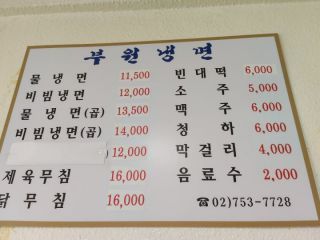 부원냉면
물냉면 11,500
비빔냉면 12,000
물냉면(곱) 13,500
비빔냉면(곱) 14,000
12,000
제육무침 16,000
닭무침 16,000
빈대떡 6,000
소주 5,000
맥주 6,000
청하 6,000
막걸리 4,000
음료수 2,000
☎02)753-7728